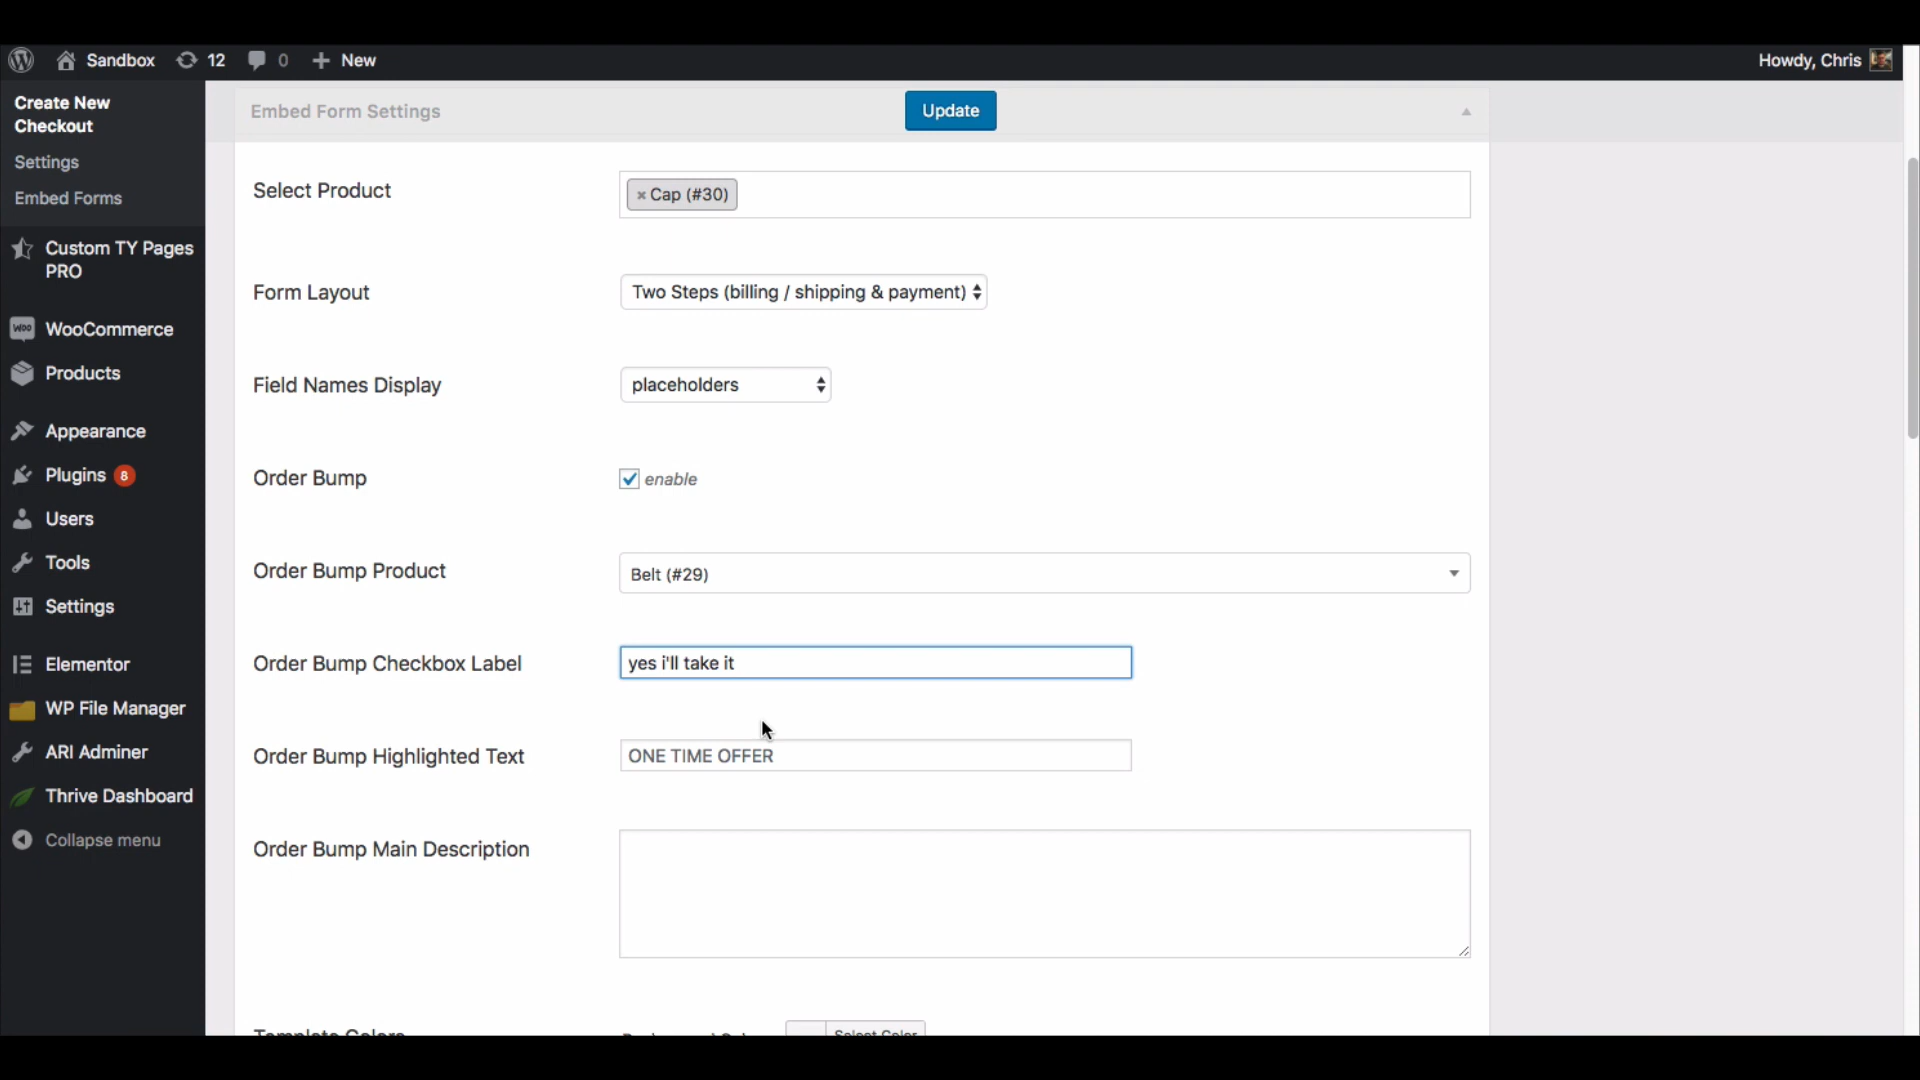 Sandbox 12 0 New Howdy, Chris
Create New
Checkout
Settings
Embed Forms
Custom TY Pages
PRO
WooCommerce
Products
Appearance
Plugins 8
Users
Tools
Settings
Elementor
WP File Manager
ARI Adminer
Thrive Dashboard
Collapse menu
Embed Form Settings Update
Select Product × Cap (#30)
Form Layout Two Steps (billing / shipping & payment)
Field Names Display placeholders
Order Bump enable
Order Bump Product Belt (#29)
Order Bump Checkbox Label yes i'll take it
Order Bump Highlighted Text ONE TIME OFFER
Order Bump Main Description
Template Colors Select Color